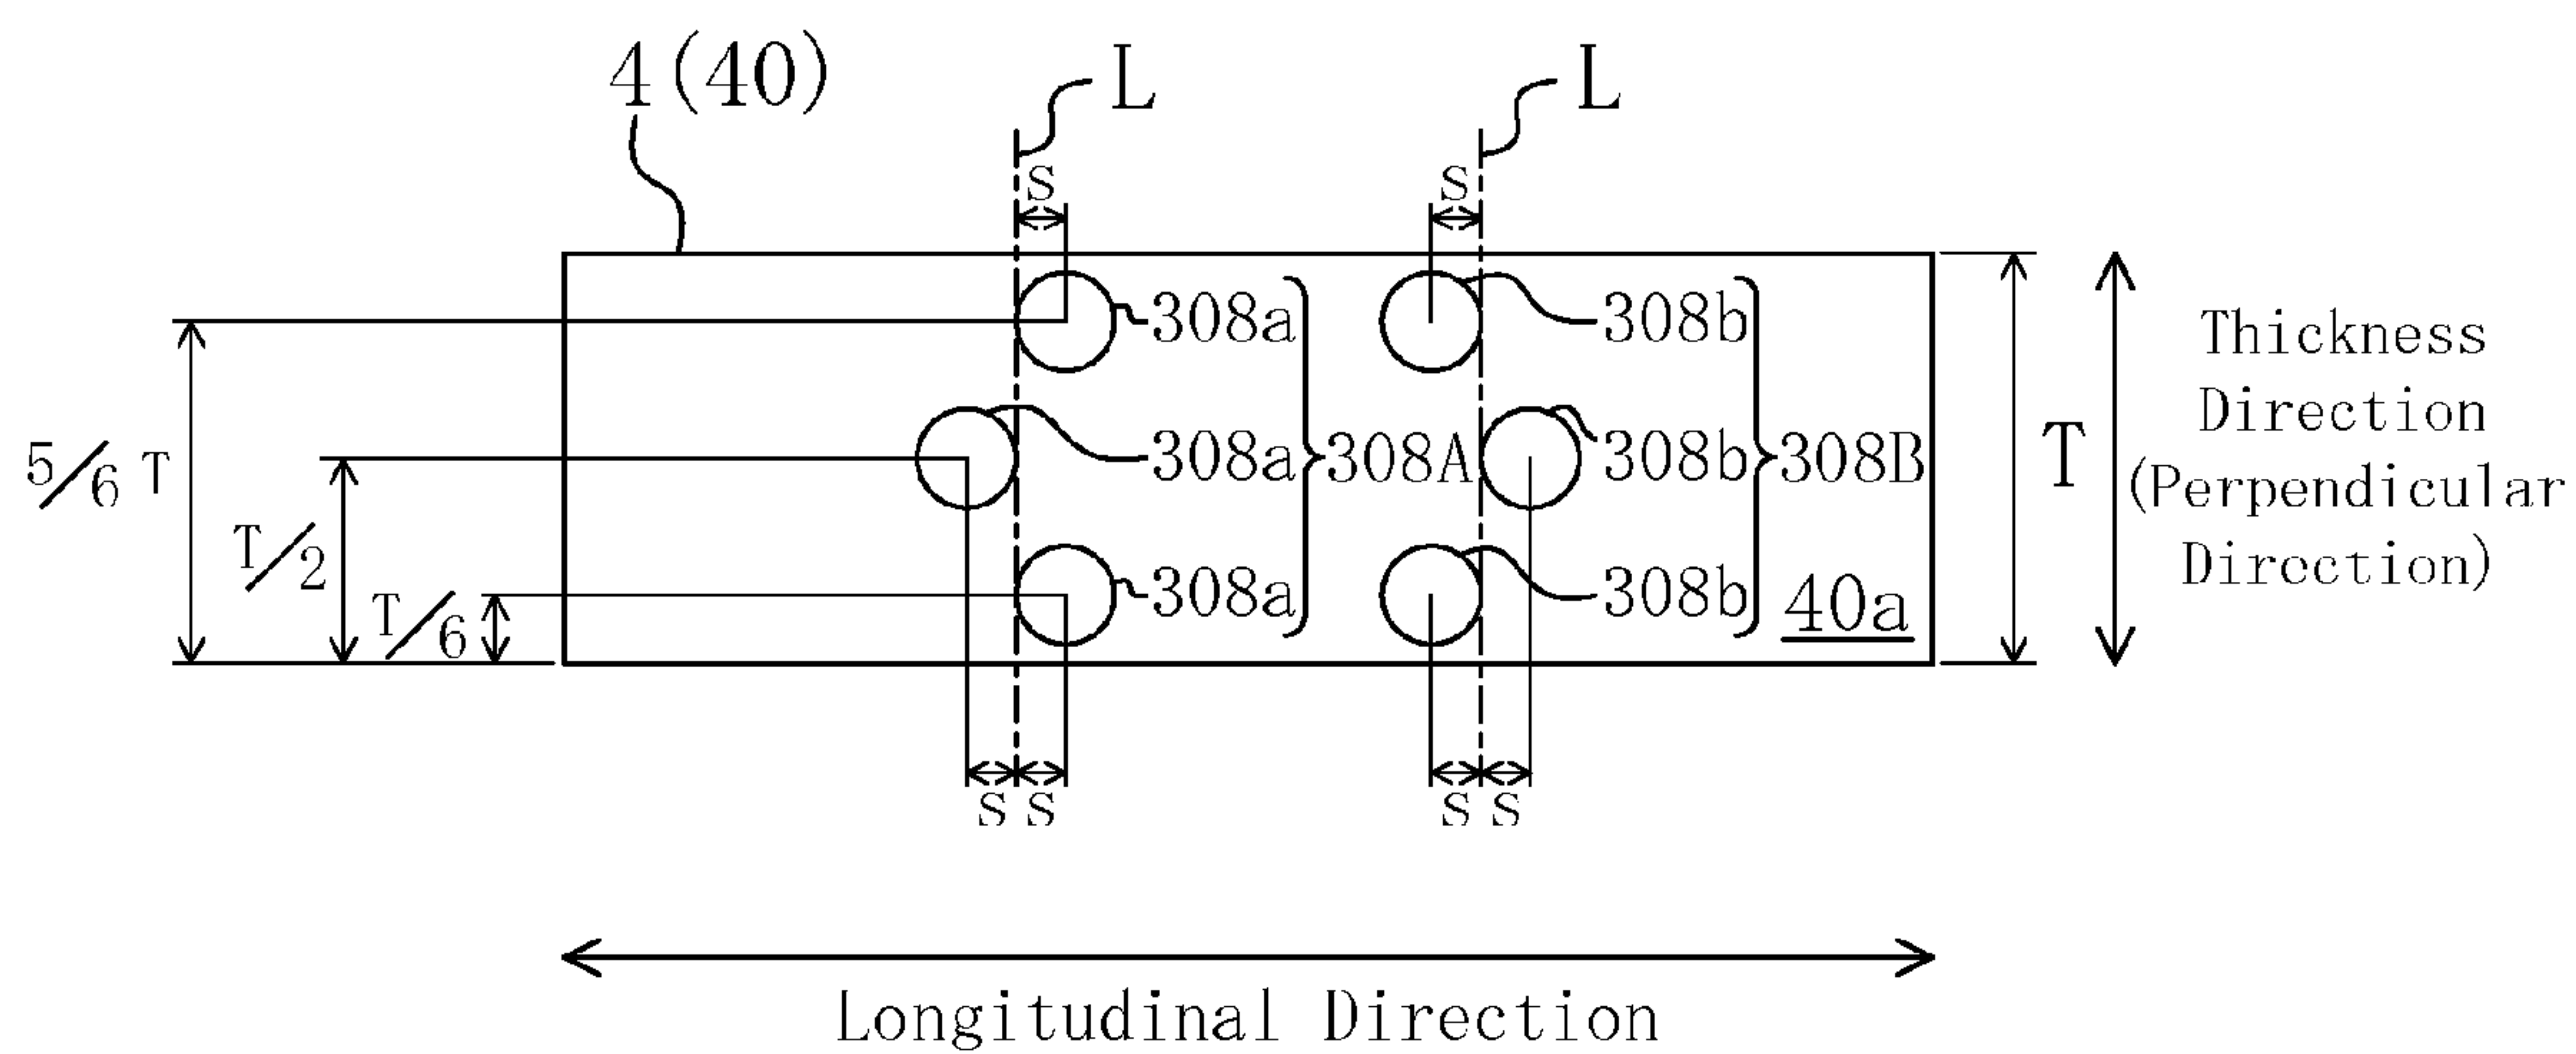 4(40)
L
L
S
S
308a
308b
Thickness
Direction
(Perpendicular
Direction)
5/6 T
308a
308A
308b
308B
T
T/2
T/6
308a
308b
40a
S
S
S
S
Longitudinal Direction